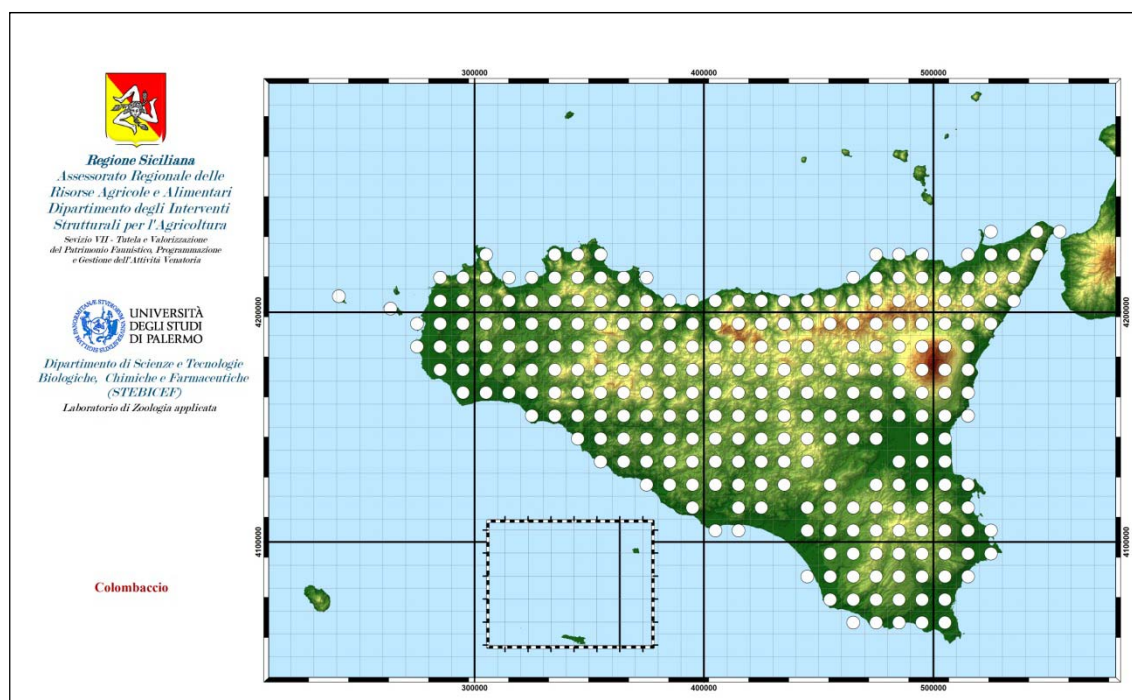 Regione Siciliana
Assessorato Regionale delle
Risorse Agricole e Alimentari
Dipartimento degli Interventi
Strutturali per l'Agricoltura
Sevizio VII - Tutela e Valorizzazione
del Patrimonio Faunistico, Programmazione
e Gestione dell'Attività Venatoria
UNIVERSITÀ
DEGLI STUDI
DI PALERMO
Dipartimento di Scienze e Tecnologie
Biologiche, Chimiche e Farmaceutiche
(STEBICEF)
Laboratorio di Zoologia applicata
Colombaccio
300000
400000
500000
4200000
4200000
4100000
4100000
300000
400000
500000